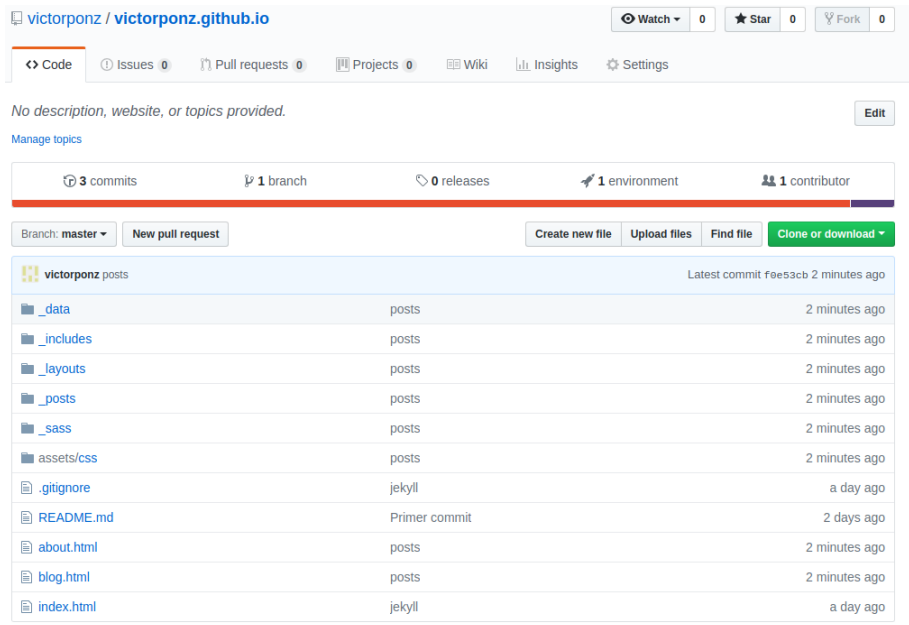 victorponz / victorponz.github.io Watch 0 Star 0 Fork 0
Code Issues 0 Pull requests 0 Projects 0 Wiki Insights Settings
No description, website, or topics provided. Edit
Manage topics
3 commits 1 branch 0 releases 1 environment 1 contributor
Branch: master New pull request Create new file Upload files Find file Clone or download
victorponz posts Latest commit f0e53cb 2 minutes ago
_data posts 2 minutes ago
_includes posts 2 minutes ago
_layouts posts 2 minutes ago
_posts posts 2 minutes ago
_sass posts 2 minutes ago
assets/css posts 2 minutes ago
.gitignore jekyll a day ago
README.md Primer commit 2 days ago
about.html posts 2 minutes ago
blog.html posts 2 minutes ago
index.html jekyll a day ago